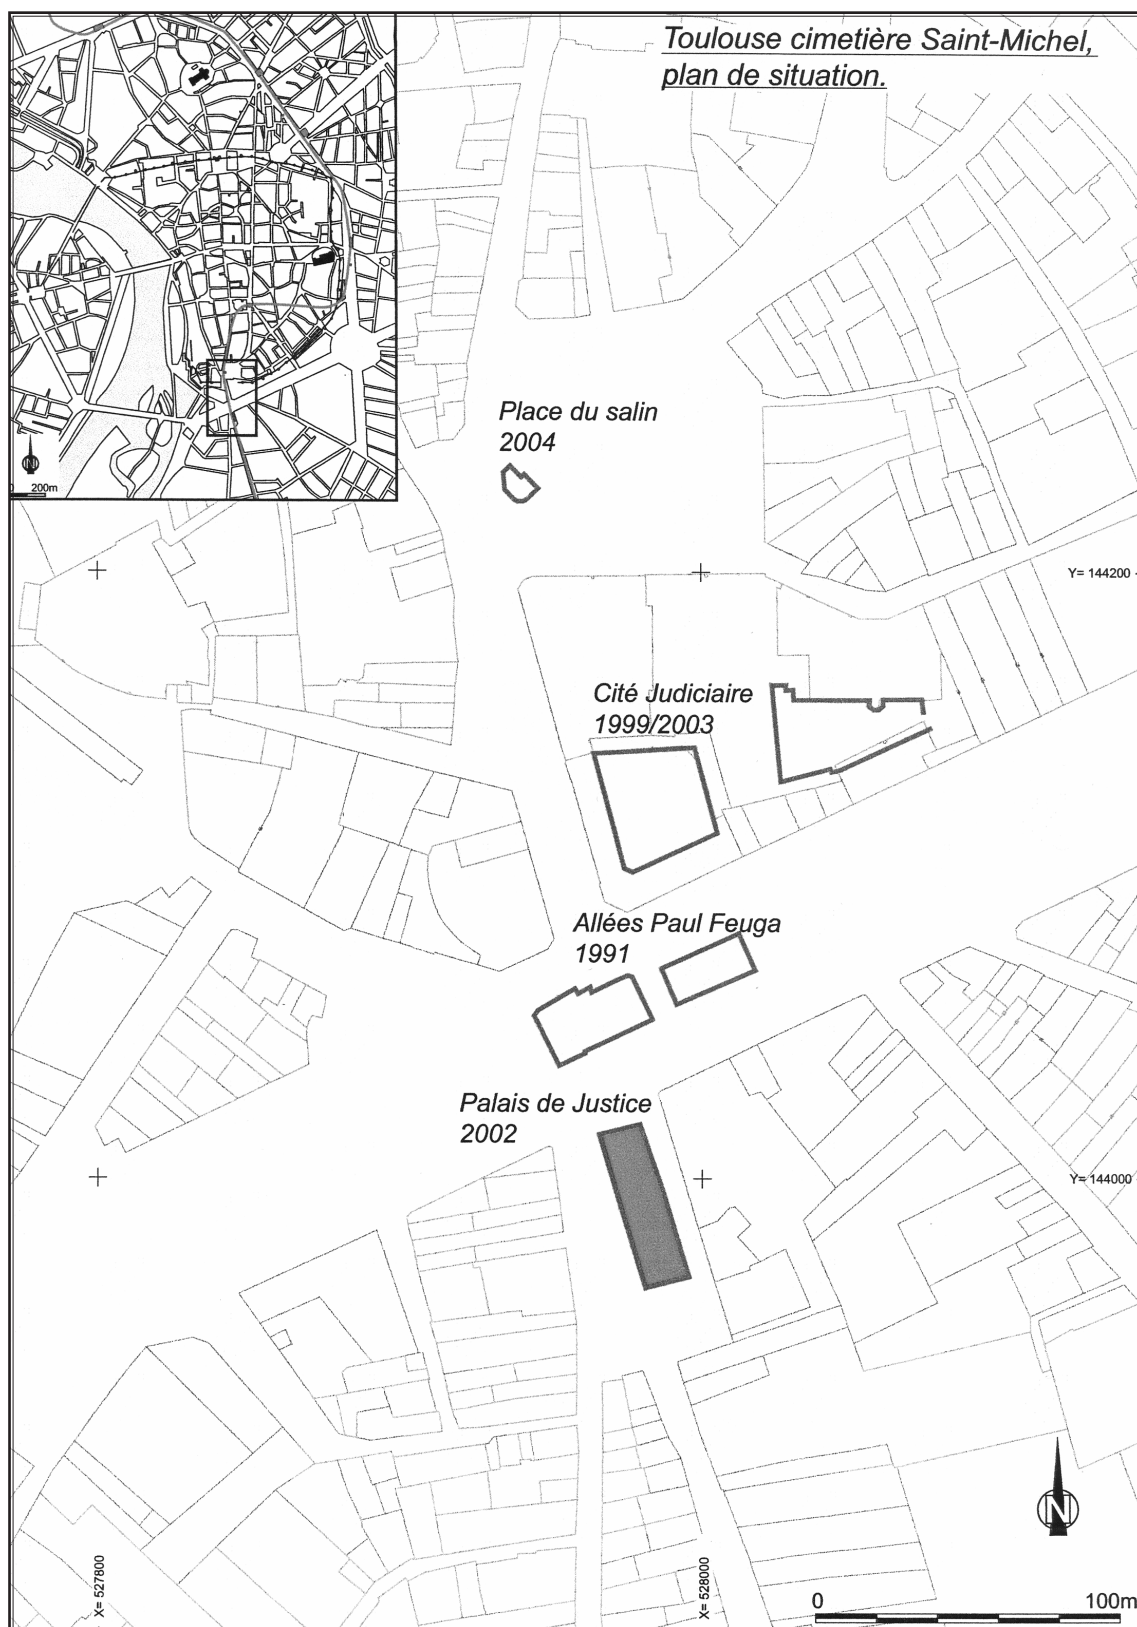 Toulouse cimetière Saint-Michel,
plan de situation.
N
0 200m
Place du salin
2004
Y= 144200
Cité Judiciaire
1999/2003
Allées Paul Feuga
1991
Palais de Justice
2002
Y= 144000
N
X= 527800
X= 528000
0 100m